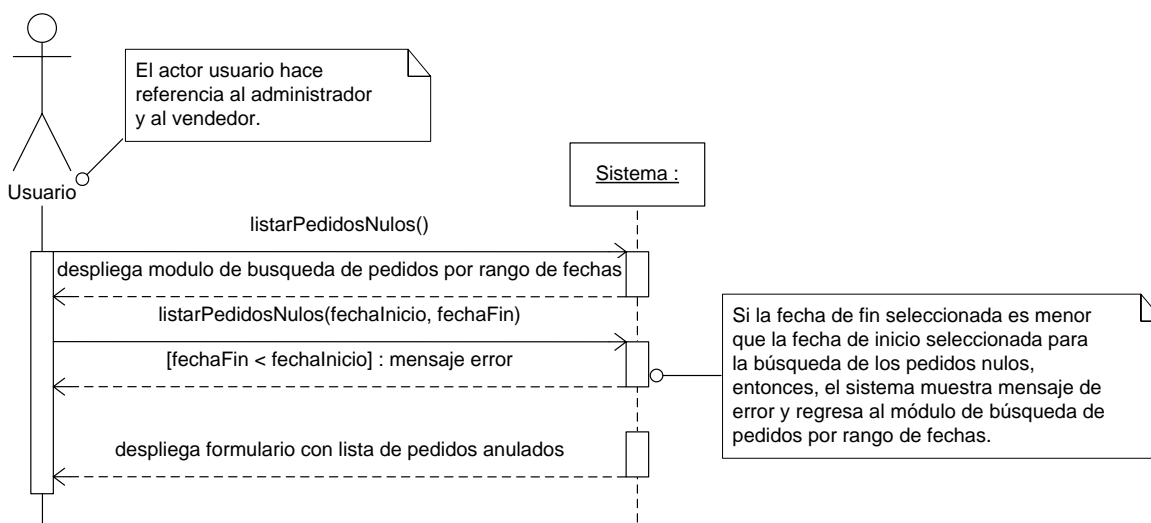 El actor usuario hace
referencia al administrador
y al vendedor.
Usuario
Sistema :
listarPedidosNulos()
despliega modulo de busqueda de pedidos por rango de fechas
listarPedidosNulos(fechaInicio, fechaFin)
[fechaFin < fechaInicio] : mensaje error
Si la fecha de fin seleccionada es menor
que la fecha de inicio seleccionada para
la búsqueda de los pedidos nulos,
entonces, el sistema muestra mensaje de
error y regresa al módulo de búsqueda de
pedidos por rango de fechas.
despliega formulario con lista de pedidos anulados